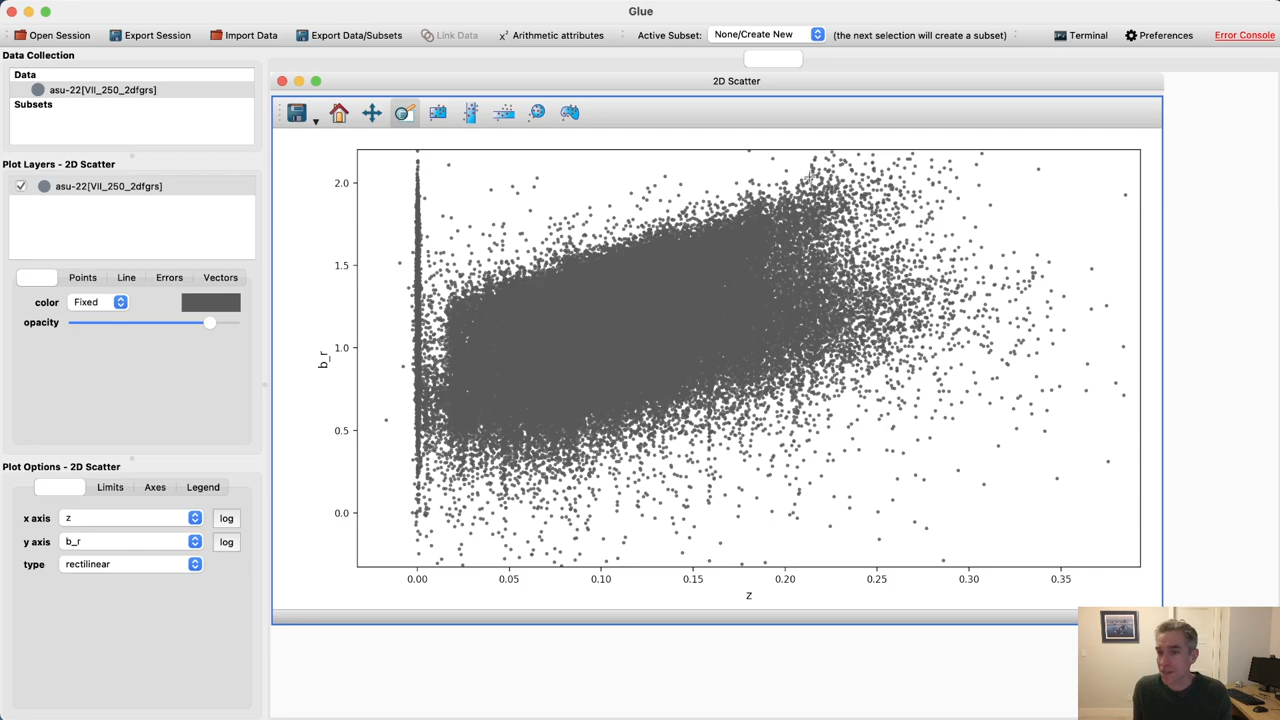 Glue
Open Session Export Session Import Data Export Data/Subsets Link Data x² Arithmetic attributes Active Subset: None/Create New (the next selection will create a subset) Terminal Preferences Error Console
Data Collection
Data
asu-22[VII_250_2dfgrs]
Subsets
Plot Layers - 2D Scatter
asu-22[VII_250_2dfgrs]
Points Line Errors Vectors
color Fixed
opacity
Plot Options - 2D Scatter
Limits Axes Legend
x axis z log
y axis b_r log
type rectilinear
2D Scatter
2.0
1.5
1.0
0.5
0.0
b_r
0.00 0.05 0.10 0.15 0.20 0.25 0.30 0.35
z